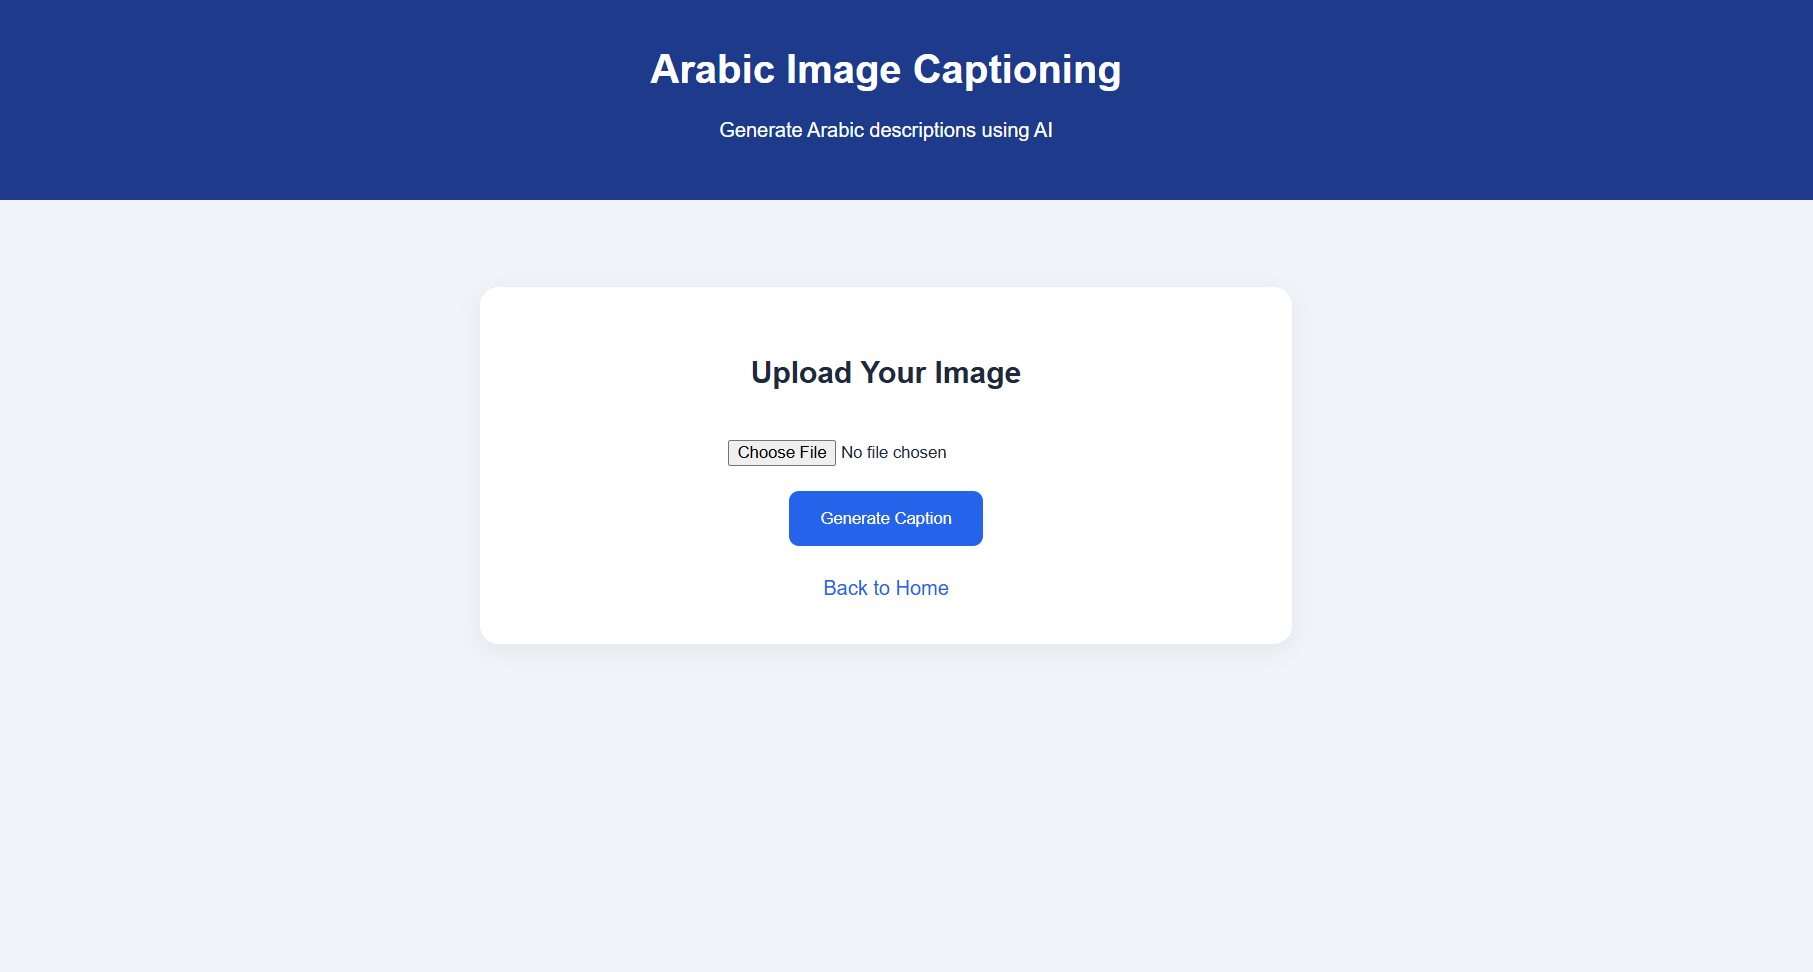 Arabic Image Captioning
Generate Arabic descriptions using AI
Upload Your Image
Choose File No file chosen
Generate Caption
Back to Home